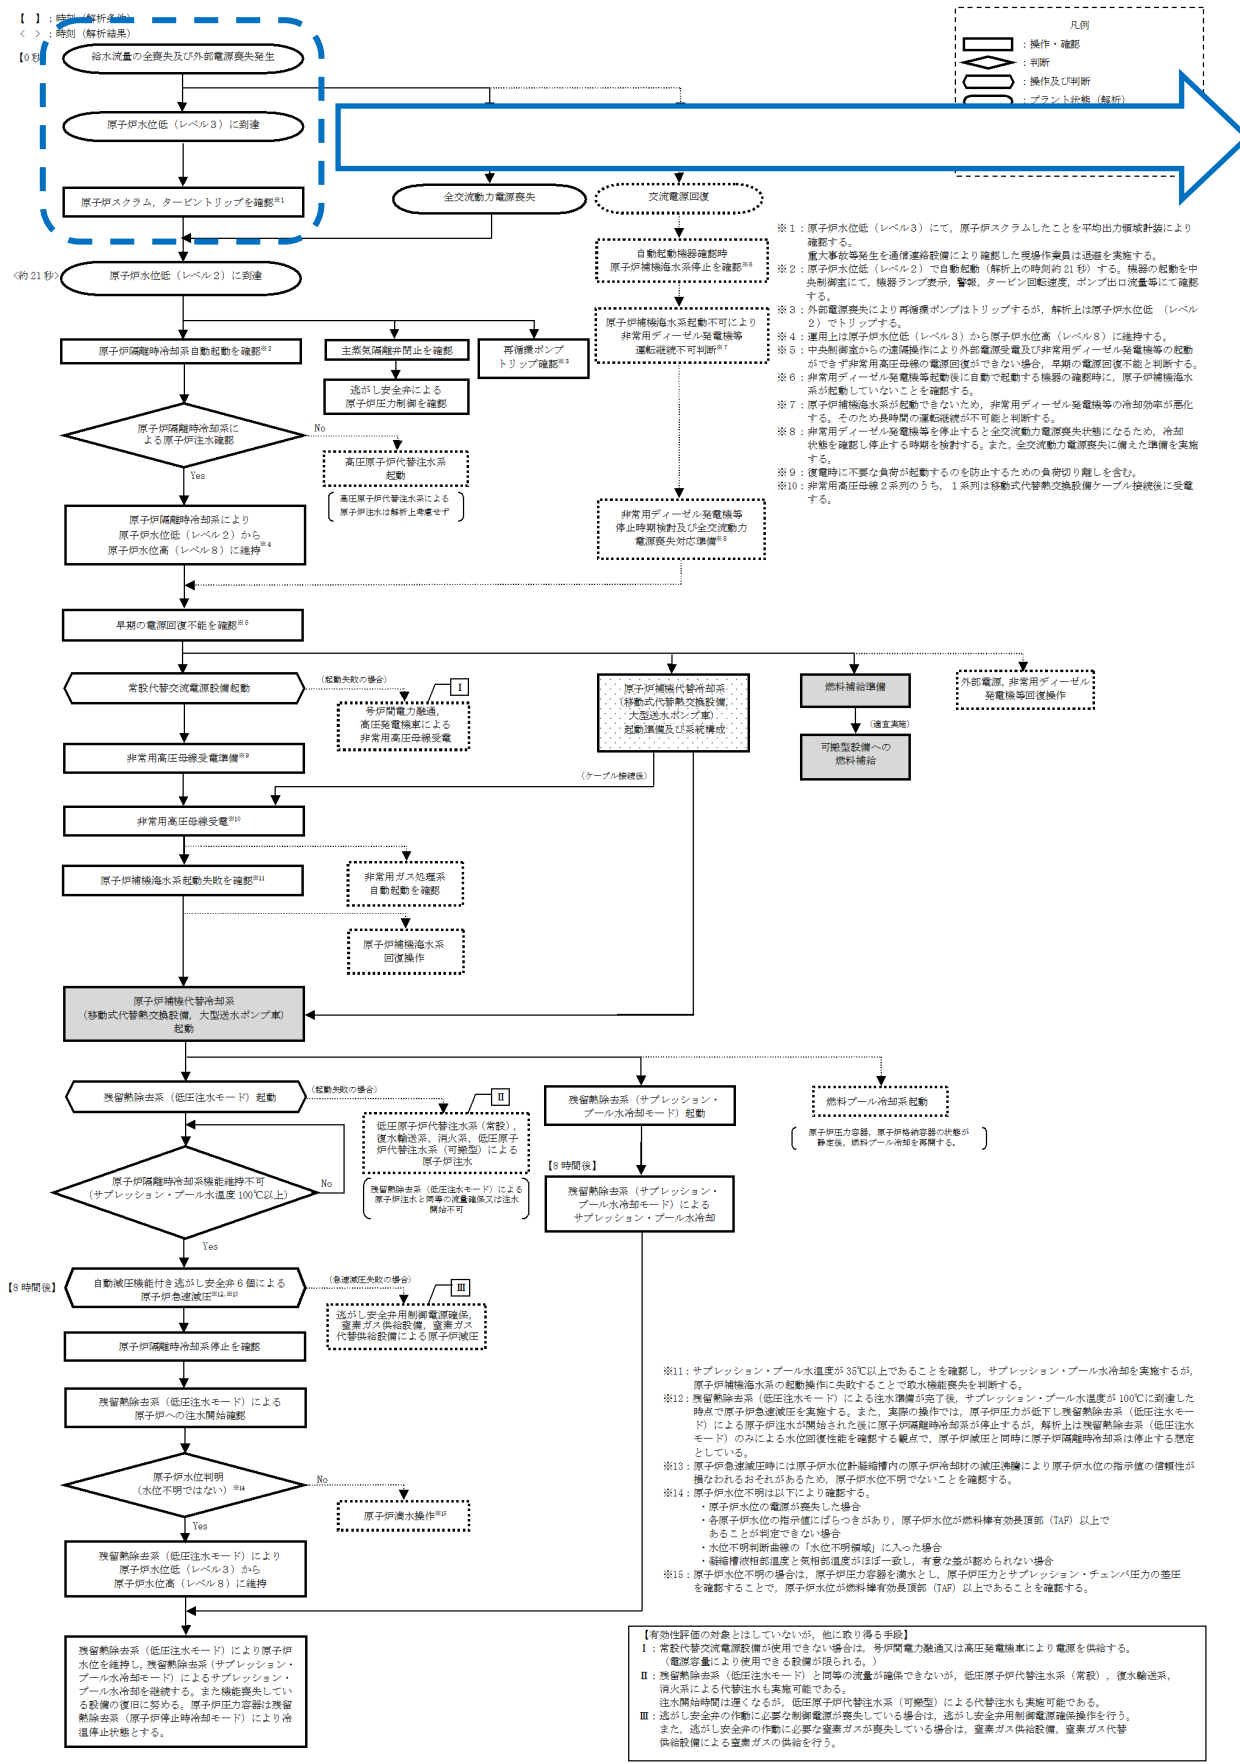 【　】：時刻（解析条件）
〈　〉：時刻（解析結果）
【0秒
給水流量の全喪失及び外部電源喪失発生
凡例
：操作・確認
：判断
：操作及び判断
：プラント状態（解析）
原子炉水位低（レベル３）に到達
原子炉スクラム，タービントリップを確認※1
全交流動力電源喪失
交流電源回復
自動起動機器確認時
原子炉補機海水系停止を確認※6
〈約21秒〉
原子炉水位低（レベル２）に到達
原子炉補機海水系起動不可により
非常用ディーゼル発電機等
運転継続不可判断※7
原子炉隔離時冷却系自動起動を確認※2
主蒸気隔離弁閉止を確認
再循環ポンプ
トリップ確認※3
逃がし安全弁による
原子炉圧力制御を確認
原子炉隔離時冷却系に
よる原子炉注水確認
No
Yes
高圧原子炉代替注水系
起動
高圧原子炉代替注水系による
原子炉注水は解析上考慮せず
原子炉隔離時冷却系により
原子炉水位低（レベル２）から
原子炉水位高（レベル８）に維持※4
非常用ディーゼル発電機等
停止時期検討及び全交流動力
電源喪失対応準備※8
※１：原子炉水位低（レベル３）にて，原子炉スクラムしたことを平均出力領域計装により
確認する。
重大事故等発生を通信連絡設備により確認した現場作業員は退避を実施する。
※２：原子炉水位低（レベル２）で自動起動（解析上の時刻約21秒）する。機器の起動を中
央制御室にて，機器ランプ表示，警報，タービン回転速度，ポンプ出口流量等にて確認
する。
※３：外部電源喪失により再循環ポンプはトリップするが，解析上は原子炉水位低（レベル
２）でトリップする。
※４：運用上は原子炉水位低（レベル３）から原子炉水位高（レベル８）に維持する。
※５：中央制御室からの遠隔操作により外部電源受電及び非常用ディーゼル発電機等の起動
ができず非常用高圧母線の電源回復ができない場合，早期の電源回復不能と判断する。
※６：非常用ディーゼル発電機等起動後に自動で起動する機器の確認時に，原子炉補機海水
系が起動していないことを確認する。
※７：原子炉補機海水系が起動できないため，非常用ディーゼル発電機等の冷却効率が悪化
する。そのため長時間の運転継続が不可能と判断する。
※８：非常用ディーゼル発電機等を停止すると全交流動力電源喪失状態になるため，冷却
状態を確認し停止する時期を検討する。また，全交流動力電源喪失に備えた準備を実施
する。
※９：復電時に不要な負荷が起動するのを防止するための負荷切り離しを含む。
※10：非常用高圧母線２系列のうち，１系列は移動式代替熱交換設備ケーブル接続後に受電
する。
早期の電源回復不能を確認※5
常設代替交流電源設備起動
（起動失敗の場合）
Ⅰ
号炉間電力融通，
高圧発電機車による
非常用高圧母線受電
原子炉補機代替冷却系
（移動式代替熱交換設備，
大型送水ポンプ車）
起動準備及び系統構成
燃料補給準備
（適宜実施）
可搬型設備への
燃料補給
外部電源，非常用ディーゼル
発電機等回復操作
非常用高圧母線受電準備※9
（ケーブル接続後）
非常用高圧母線受電※10
原子炉補機海水系起動失敗を確認※11
非常用ガス処理系
自動起動を確認
原子炉補機海水系
回復操作
原子炉補機代替冷却系
（移動式代替熱交換設備，大型送水ポンプ車）
起動
残留熱除去系（低圧注水モード）起動
（起動失敗の場合）
Ⅱ
低圧原子炉代替注水系（常設），
復水輸送系，消火系，低圧原子
炉代替注水系（可搬型）による
原子炉注水
残留熱除去系（低圧注水モード）による
原子炉注水と同等の流量確保又は注水
開始不可
残留熱除去系（サプレッション・
プール水冷却モード）起動
燃料プール冷却系起動
原子炉圧力容器，原子炉格納容器の状態が
静定後，燃料プール冷却を再開する。
原子炉隔離時冷却系機能維持不可
（サプレッション・プール水温度100℃以上）
No
Yes
【8時間後】
残留熱除去系（サプレッション・
プール水冷却モード）による
サプレッション・プール水冷却
【8時間後】
自動減圧機能付き逃がし安全弁６個による
原子炉急速減圧※12，※13
（急速減圧失敗の場合）
Ⅲ
逃がし安全弁用制御電源確保，
窒素ガス供給設備，窒素ガス
代替供給設備による原子炉減圧
原子炉隔離時冷却系停止を確認
残留熱除去系（低圧注水モード）による
原子炉への注水開始確認
原子炉水位判明
（水位不明ではない）※14
No
Yes
原子炉満水操作※15
残留熱除去系（低圧注水モード）により
原子炉水位低（レベル３）から
原子炉水位高（レベル８）に維持
※11：サプレッション・プール水温度が35℃以上であることを確認し，サプレッション・プール水冷却を実施するが，
原子炉補機海水系の起動操作に失敗することで取水機能喪失を判断する。
※12：残留熱除去系（低圧注水モード）による注水準備が完了後，サプレッション・プール水温度が100℃に到達した
時点で原子炉急速減圧を実施する。また，実際の操作では，原子炉圧力が低下し残留熱除去系（低圧注水モー
ド）による原子炉注水が開始された後に原子炉隔離時冷却系が停止するが，解析上は残留熱除去系（低圧注水
モード）のみによる水位回復性能を確認する観点で，原子炉減圧と同時に原子炉隔離時冷却系は停止する想定
としている。
※13：原子炉急速減圧時には原子炉水位計凝縮槽内の原子炉冷却材の減圧沸騰により原子炉水位の指示値の信頼性が
損なわれるおそれがあるため，原子炉水位不明でないことを確認する。
※14：原子炉水位不明は以下により確認する。
・原子炉水位の電源が喪失した場合
・各原子炉水位の指示値にばらつきがあり，原子炉水位が燃料棒有効長頂部（TAF）以上で
あることが判定できない場合
・水位不明判断曲線の「水位不明領域」に入った場合
・凝縮槽液相部温度と気相部温度がほぼ一致し，有意な差が認められない場合
※15：原子炉水位不明の場合は，原子炉圧力容器を満水とし，原子炉圧力とサプレッション・チェンバ圧力の差圧
を確認することで，原子炉水位が燃料棒有効長頂部（TAF）以上であることを確認する。
残留熱除去系（低圧注水モード）により原子炉
水位を維持し，残留熱除去系（サプレッション・
プール水冷却モード）によるサプレッション・
プール水冷却を継続する。また機能喪失してい
る設備の復旧に努める。原子炉圧力容器は残留
熱除去系（原子炉停止時冷却モード）により冷
温停止状態とする。
【有効性評価の対象とはしていないが，他に取り得る手段】
Ⅰ：常設代替交流電源設備が使用できない場合は，号炉間電力融通又は高圧発電機車により電源を供給する。
（電源容量により使用できる設備が限られる。）
Ⅱ：残留熱除去系（低圧注水モード）と同等の流量が確保できないが，低圧原子炉代替注水系（常設），復水輸送系，
消火系による代替注水も実施可能である。
注水開始時間は遅くなるが，低圧原子炉代替注水系（可搬型）による代替注水も実施可能である。
Ⅲ：逃がし安全弁の作動に必要な制御電源が喪失している場合は，逃がし安全弁用制御電源確保操作を行う。
また，逃がし安全弁の作動に必要な窒素ガスが喪失している場合は，窒素ガス供給設備，窒素ガス代替
供給設備による窒素ガスの供給を行う。